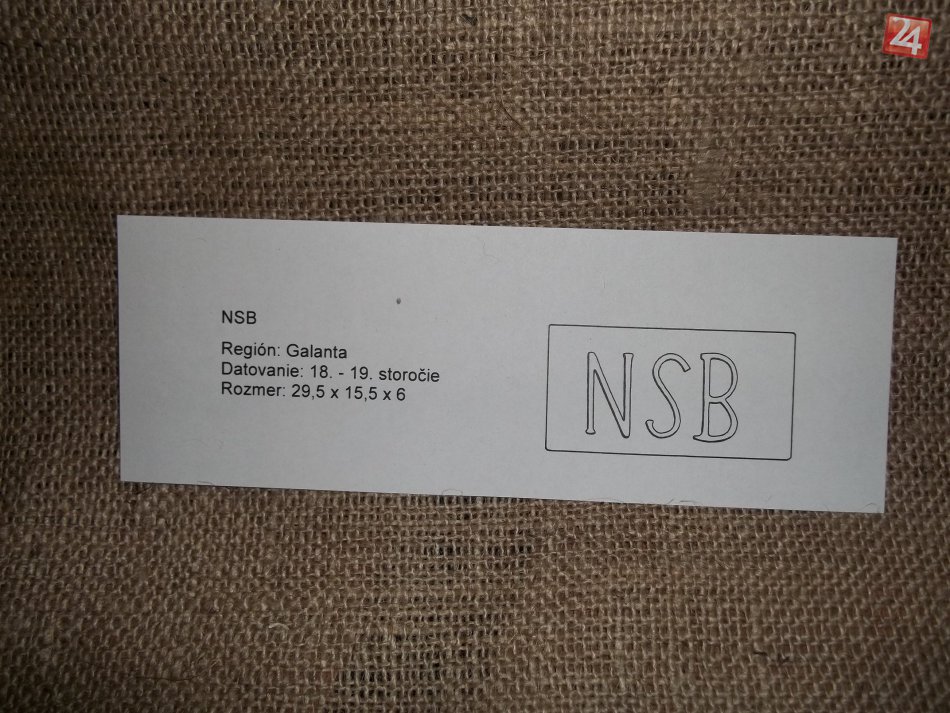 24
NSB
Región: Galanta
Datovanie: 18. - 19. storočie
Rozmer: 29,5 x 15,5 x 6
NSB